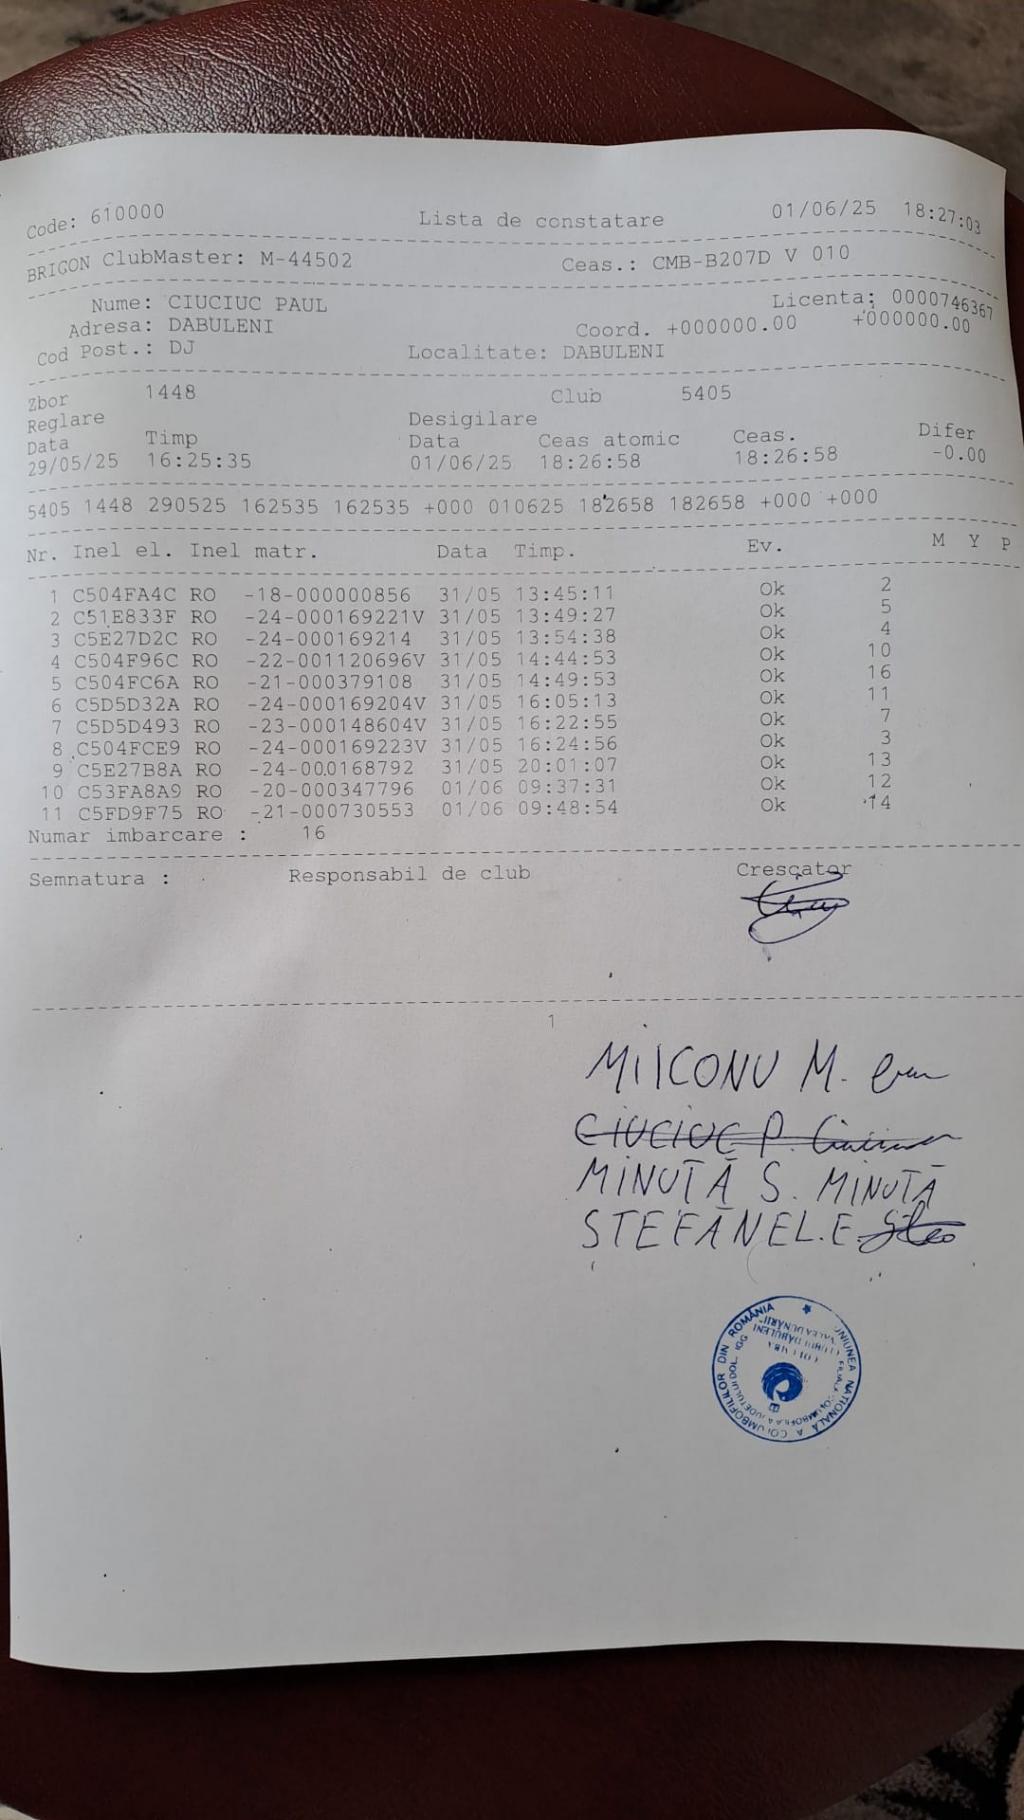 Code: 610000 Lista de constatare 01/06/25 18:27:03
BRICON ClubMaster: M-44502 Ceas.: CMB-B207D V 010
Nume: CIUCIUC PAUL Licenta: 0000746367
Adresa: DABULENI Coord. +000000.00 +000000.00
Cod Post.: DJ Localitate: DABULENI
Zbor 1448 Club 5405
Reglare Desigilare
Data Timp Data Ceas atomic Ceas. Difer
29/05/25 16:25:35 01/06/25 18:26:58 18:26:58 -0.00
5405 1448 290525 162535 162535 +000 010625 182658 182658 +000 +000
Nr. Inel el. Inel matr. Data Timp. Ev. M Y P
1 C504FA4C RO -18-000000856 31/05 13:45:11 Ok 2
2 C51E833F RO -24-000169221V 31/05 13:49:27 Ok 5
3 C5E27D2C RO -24-000169214 31/05 13:54:38 Ok 4
4 C504F96C RO -22-001120696V 31/05 14:44:53 Ok 10
5 C504FC6A RO -21-000379108 31/05 14:49:53 Ok 16
6 C5D5D32A RO -24-000169204V 31/05 16:05:13 Ok 11
7 C5D5D493 RO -23-000148604V 31/05 16:22:55 Ok 7
8 C504FCE9 RO -24-000169223V 31/05 16:24:56 Ok 3
9 C5E27B8A RO -24-000168792 31/05 20:01:07 Ok 13
10 C53FA8A9 RO -20-000347796 01/06 09:37:31 Ok 12
11 C5FD9F75 RO -21-000730553 01/06 09:48:54 Ok 14
Numar imbarcare : 16
Semnatura : Responsabil de club Crescator
1
MIICONU M.
CIUCIUC P.
MINUȚĂ S. MINUȚĂ
ȘTEFĂNEL.E.
UNIUNEA NAȚIONALĂ A COLUMBOFILILOR DIN ROMÂNIA